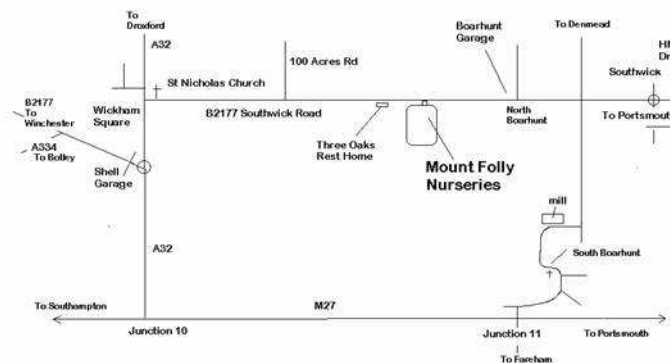 To
Droxford
A32
100 Acres Rd
Boarhunt
Garage
To Denmead
Southwick
St Nicholas Church
B2177
To
Winchester
Wickham
Square
B2177 Southwick Road
North
Boarhunt
To Portsmouth
A334
To Botley
Three Oaks
Rest Home
Mount Folly
Nurseries
Shell
Garage
mill
A32
South Boarhunt
To Southampton
M27
Junction 10
Junction 11
To Portsmouth
To Fareham